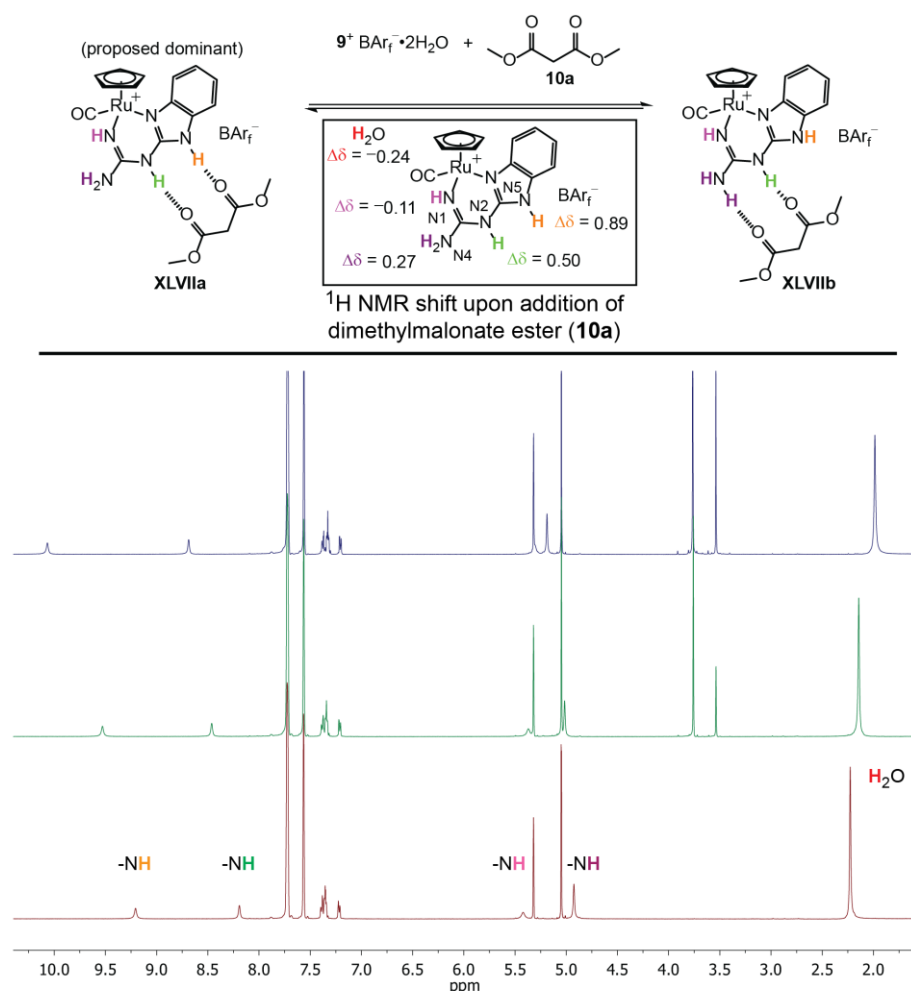 (proposed dominant)
9⁺ BArf⁻•2H₂O + 10a
O O
O O
Ru⁺
OC
N
H N
N
N
H₂N
H
H
O
O
O
O
BArf⁻
XLVIIa
H₂O
Δδ = −0.24
Ru⁺
OC
N
N5
BArf⁻
Δδ = −0.11
HN
N1
N2
N
N
H
Δδ = 0.89
H₂N
N4
H
Δδ = 0.27
Δδ = 0.50
Ru⁺
OC
N
H N
N
H
N
HN
H
H
O
O
O
O
BArf⁻
XLVIIb
¹H NMR shift upon addition of
dimethylmalonate ester (10a)
H₂O
-NH
-NH
-NH
-NH
10.0 9.5 9.0 8.5 8.0 7.5 7.0 6.5 6.0 5.5 5.0 4.5 4.0 3.5 3.0 2.5 2.0
ppm